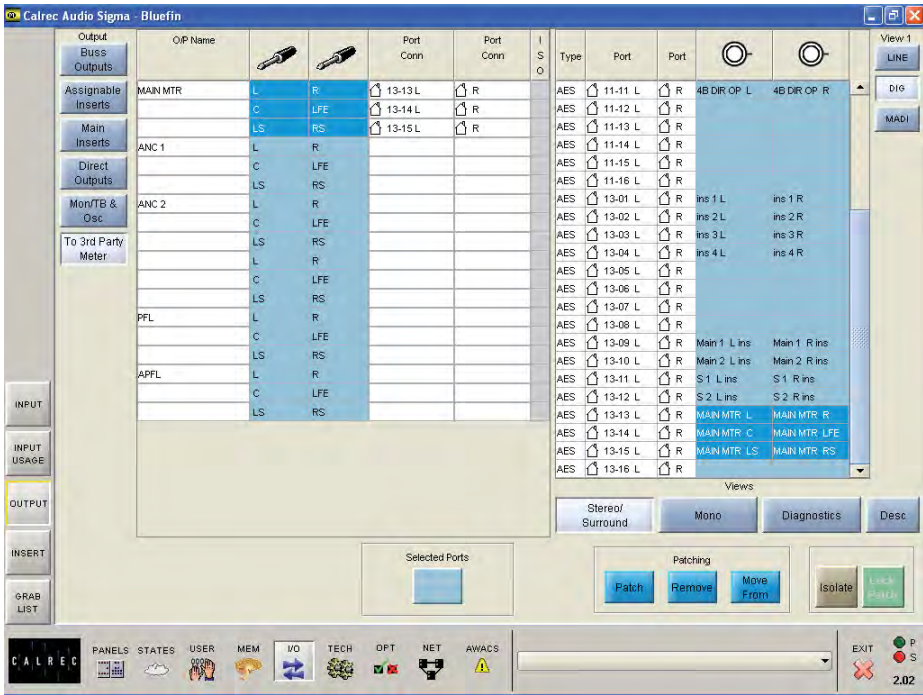 Calrec Audio Sigma - Bluefin
Output
Buss Outputs
Assignable Inserts
Main Inserts
Direct Outputs
Mon/TB & Osc
To 3rd Party Meter
INPUT
INPUT USAGE
OUTPUT
INSERT
GRAB LIST
O/P Name Port Conn Port Conn I S O
MAIN MTR L R 13-13 L R
C LFE 13-14 L R
LS RS 13-15 L R
ANC 1 L R
C LFE
LS RS
ANC 2 L R
C LFE
LS RS
L R
C LFE
LS RS
PFL L R
C LFE
LS RS
APFL L R
C LFE
LS RS
Type Port Port
AES 11-11 L R 4B DIR OP L 4B DIR OP R
AES 11-12 L R
AES 11-13 L R
AES 11-14 L R
AES 11-15 L R
AES 11-16 L R
AES 13-01 L R ins 1 L ins 1 R
AES 13-02 L R ins 2 L ins 2 R
AES 13-03 L R ins 3 L ins 3 R
AES 13-04 L R ins 4 L ins 4 R
AES 13-05 L R
AES 13-06 L R
AES 13-07 L R
AES 13-08 L R
AES 13-09 L R Main 1 L ins Main 1 R ins
AES 13-10 L R Main 2 L ins Main 2 R ins
AES 13-11 L R S 1 L ins S 1 R ins
AES 13-12 L R S 2 L ins S 2 R ins
AES 13-13 L R MAIN MTR L MAIN MTR R
AES 13-14 L R MAIN MTR C MAIN MTR LFE
AES 13-15 L R MAIN MTR LS MAIN MTR RS
AES 13-16 L R
View 1
LINE
DIG
MADI
Views
Stereo/ Surround Mono Diagnostics Desc
Selected Ports
Patching
Patch Remove Move From Isolate Lock Patch
CALREC PANELS STATES USER MEM I/O TECH OPT NET AWACS EXIT P
S
2.02